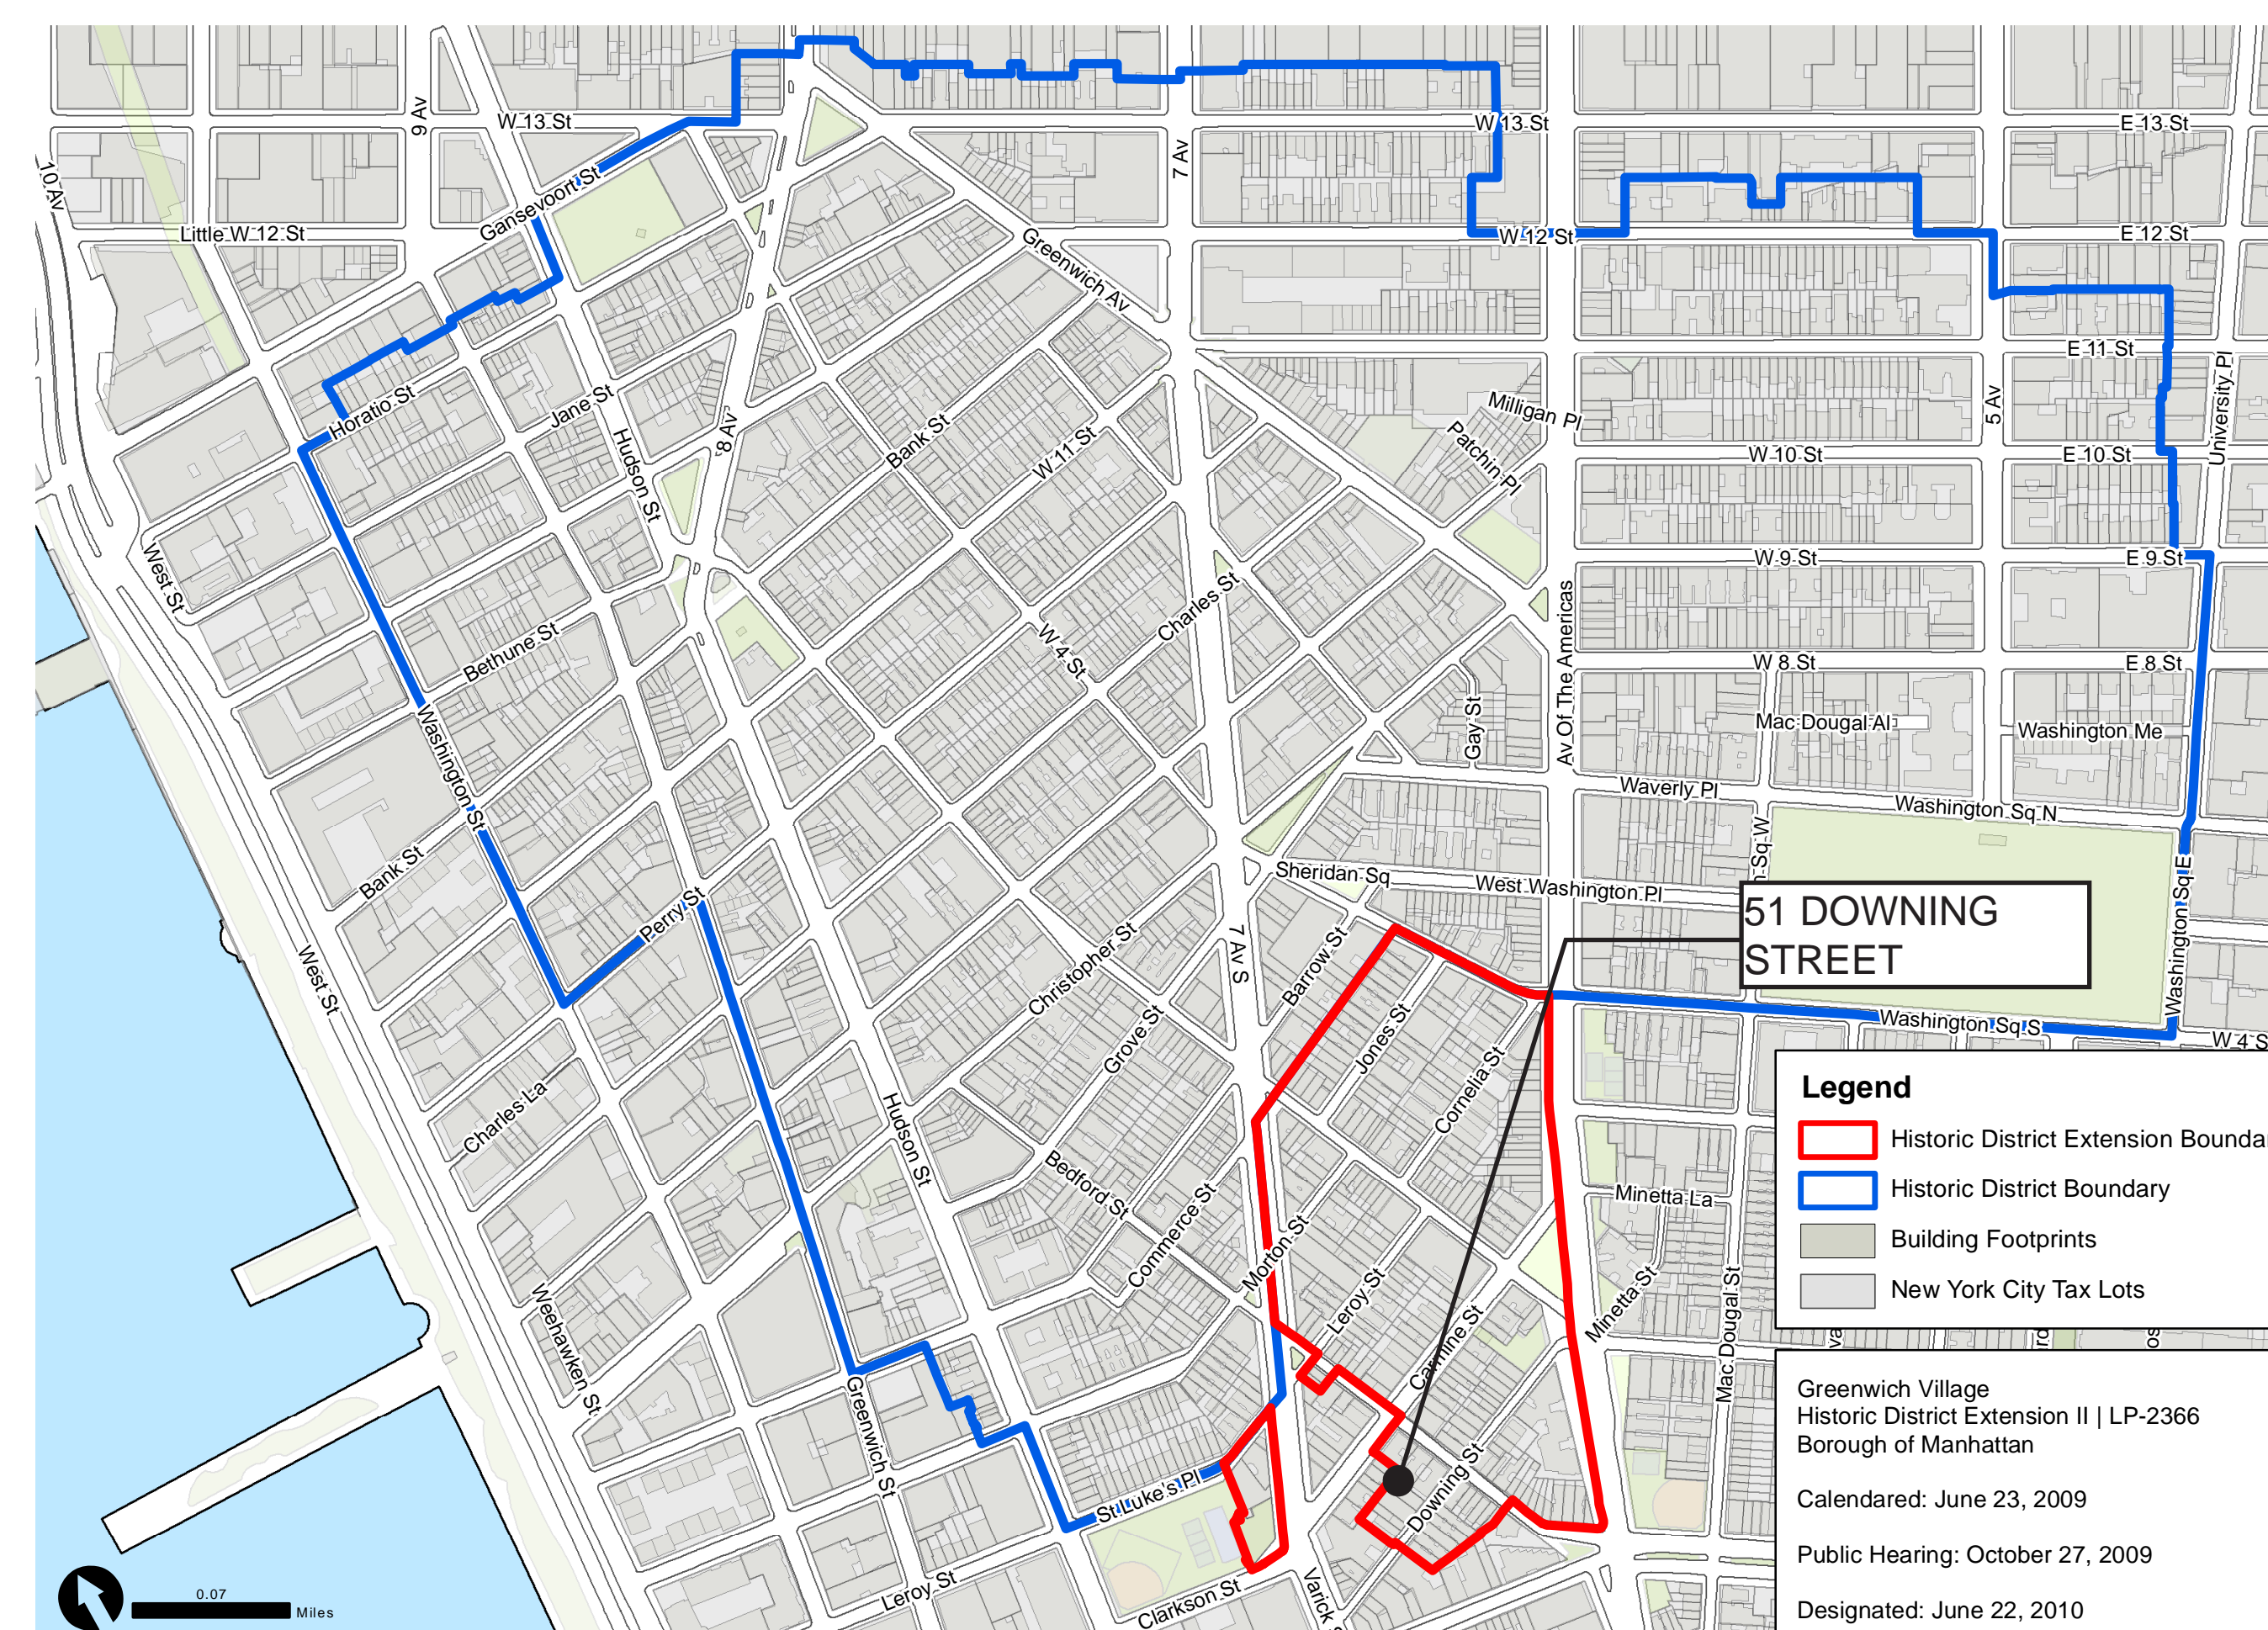 W 13 St
W 13 St
E 13 St
9 Av
10 Av
7 Av
Gansevoort St
Little W 12 St
W 12 St
E 12 St
Greenwich Av
E 11 St
University Pl
5 Av
Horatio St
Jane St
Hudson St
8 Av
Bank St
W 11 St
Milligan Pl
Patchin Pl
W 10 St
E 10 St
West St
W 9 St
E 9 St
Charles St
W 4 St
Bethune St
Av Of The Americas
W 8 St
E 8 St
Gay St
Mac Dougal Al
Washington Me
Washington St
Waverly Pl
Washington Sq N
Bank St
Sheridan Sq
West Washington Pl
n Sq W
Washington Sq E
Perry St
51 DOWNING
STREET
West St
Christopher St
7 Av S
Barrow St
Grove St
Jones St
Cornelia St
Washington Sq S
W 4 S
Charles La
Hudson St
Bedford St
Commerce St
Morton St
Minetta La
Leroy St
Carmine St
Minetta St
Mac Dougal St
Weehawken St
Greenwich St
Downing St
St Luke's Pl
Leroy St
Clarkson St
Varick S
Legend
Historic District Extension Bounda
Historic District Boundary
Building Footprints
New York City Tax Lots
Greenwich Village
Historic District Extension II | LP-2366
Borough of Manhattan
Calendared: June 23, 2009
Public Hearing: October 27, 2009
Designated: June 22, 2010
0.07
Miles